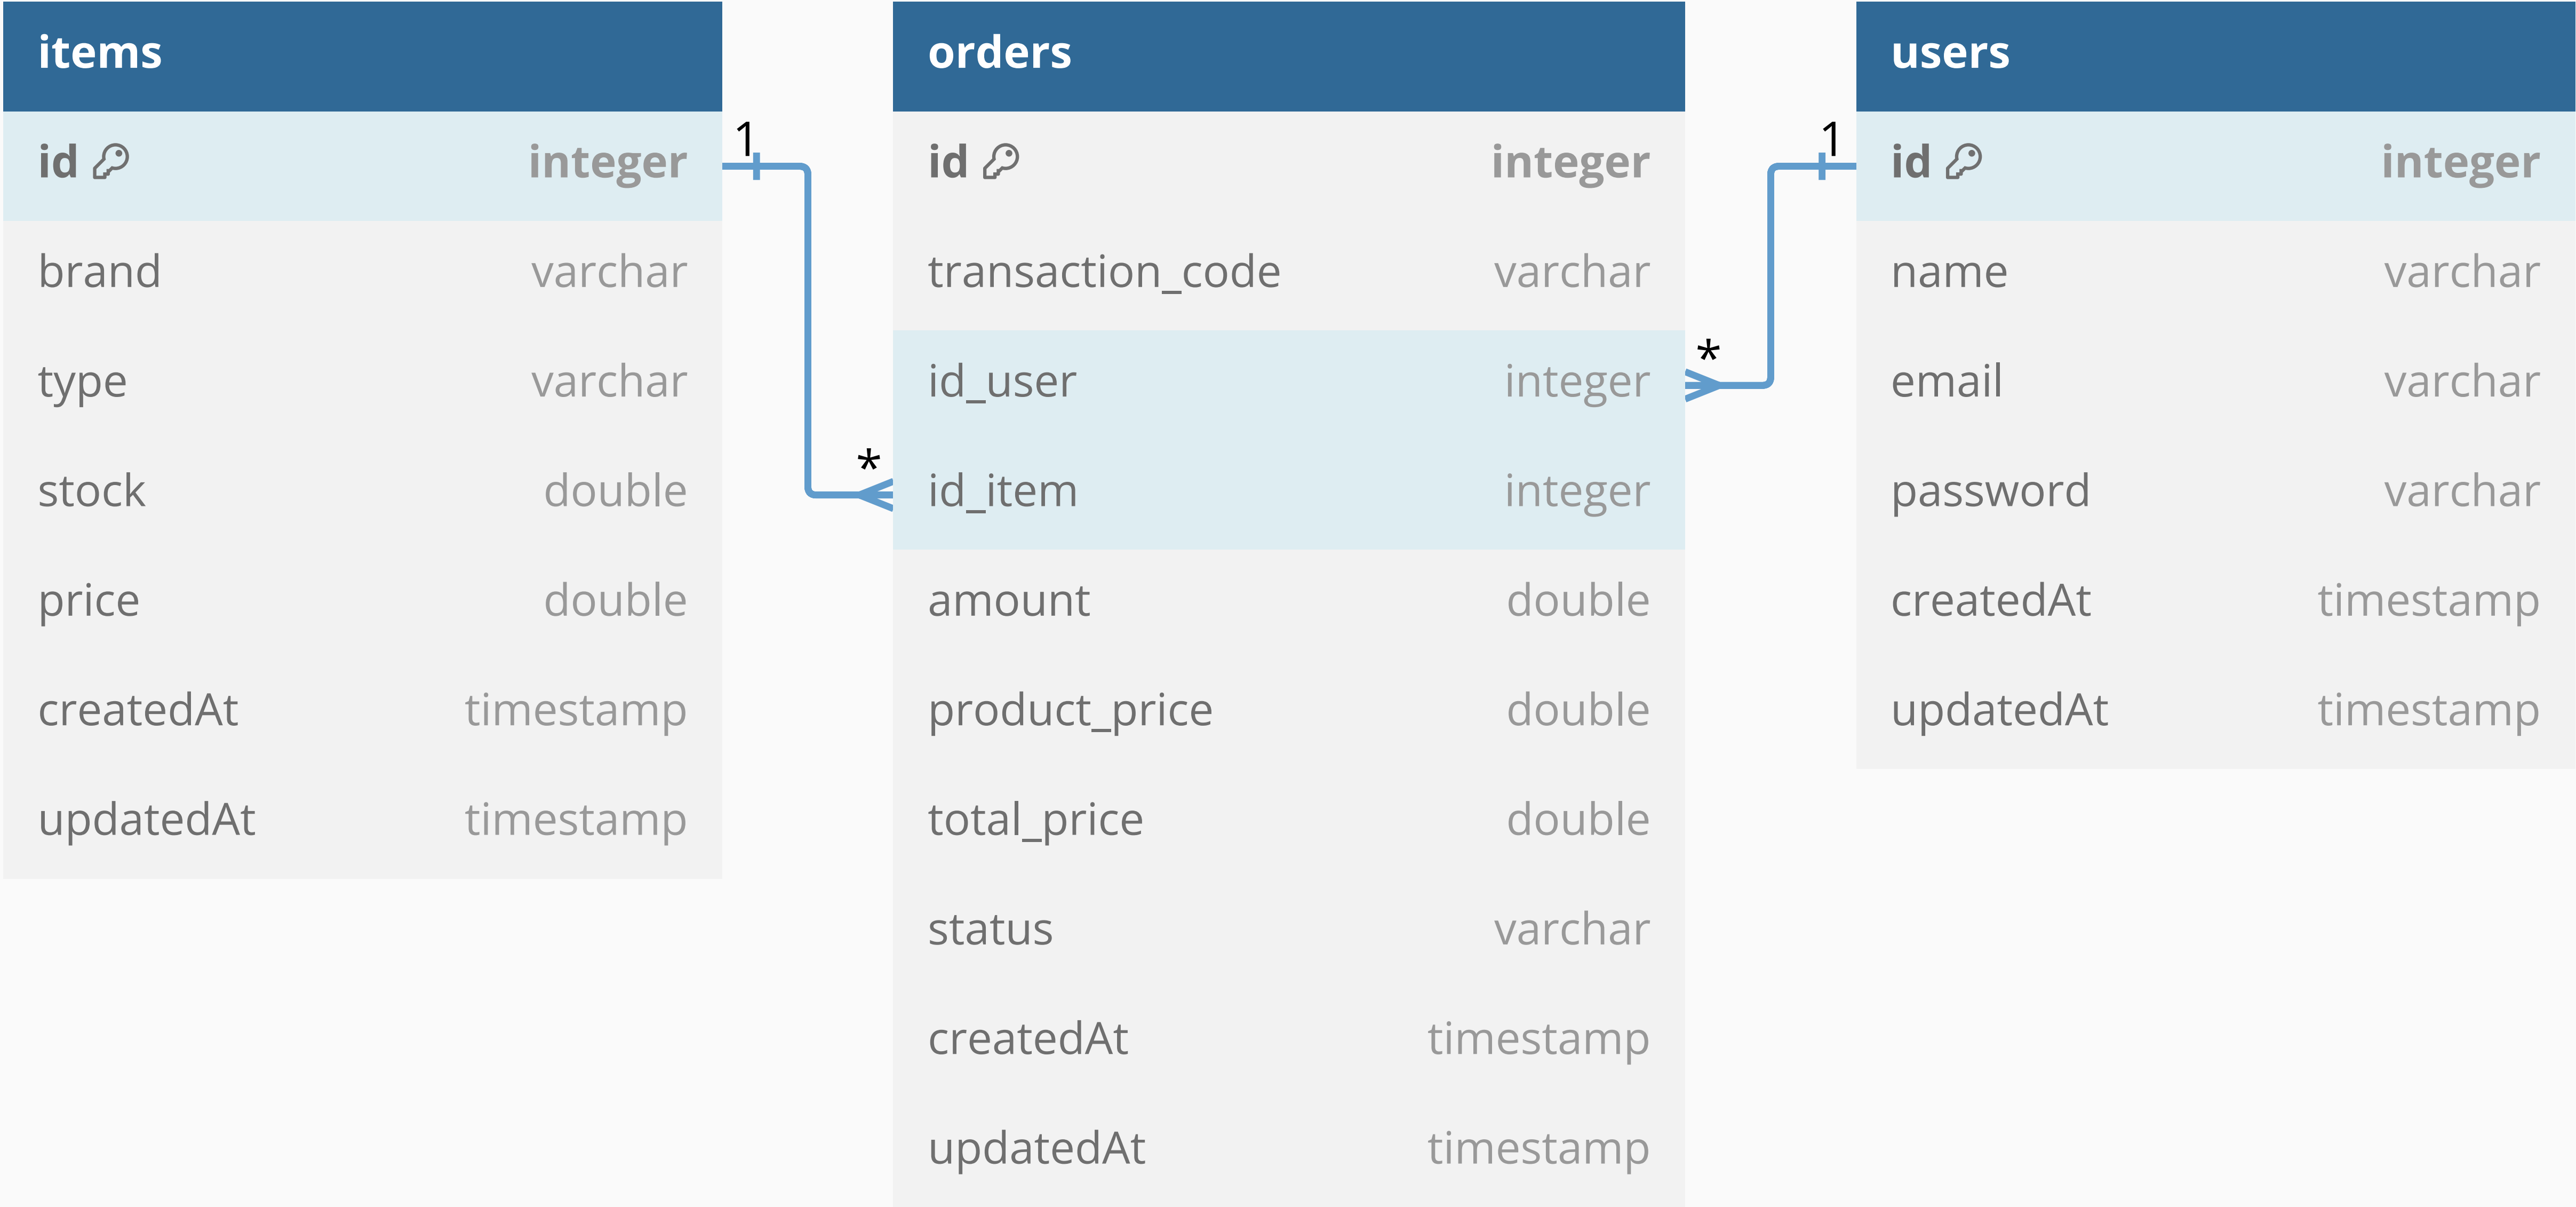 items
id integer
brand varchar
type varchar
stock double
price double
createdAt timestamp
updatedAt timestamp
1
*
orders
id integer
transaction_code varchar
id_user integer
id_item integer
amount double
product_price double
total_price double
status varchar
createdAt timestamp
updatedAt timestamp
*
1
users
id integer
name varchar
email varchar
password varchar
createdAt timestamp
updatedAt timestamp